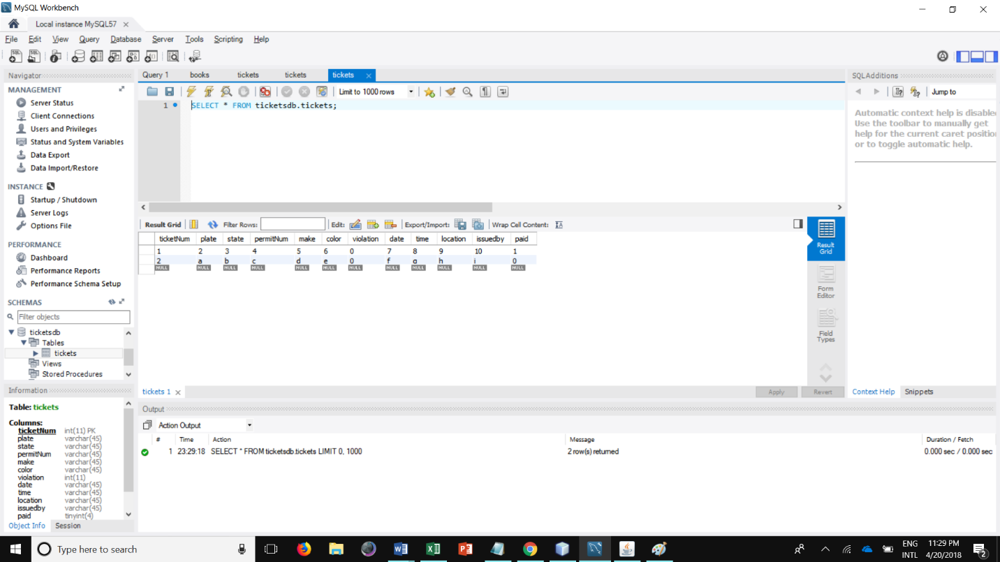 MySQL Workbench
Local instance MySQL57
File Edit View Query Database Server Tools Scripting Help
Navigator
MANAGEMENT
Server Status
Client Connections
Users and Privileges
Status and System Variables
Data Export
Data Import/Restore
INSTANCE
Startup / Shutdown
Server Logs
Options File
PERFORMANCE
Dashboard
Performance Reports
Performance Schema Setup
SCHEMAS
Filter objects
ticketsdb
Tables
tickets
Views
Stored Procedures
Information
Table: tickets
Columns:
ticketNum int(11) PK
plate varchar(45)
state varchar(45)
permitNum varchar(45)
make varchar(45)
color varchar(45)
violation int(11)
date varchar(45)
time varchar(45)
location varchar(45)
issuedby varchar(45)
paid tinyint(4)
Object Info Session
Query 1 books tickets tickets tickets
Limit to 1000 rows
1 SELECT * FROM ticketsdb.tickets;
Result Grid Filter Rows: Edit: Export/Import: Wrap Cell Content:
ticketNum plate state permitNum make color violation date time location issuedby paid
1 2 3 4 5 6 0 7 8 9 10 1
2 a b c d e 0 f g h i 0
NULL NULL NULL NULL NULL NULL NULL NULL NULL NULL NULL NULL
Result
Grid
Form
Editor
Field
Types
tickets 1
Apply Revert
SQLAdditions
Jump to
Automatic context help is disable
Use the toolbar to manually get
help for the current caret position
or to toggle automatic help.
Context Help Snippets
Output
Action Output
# Time Action Message Duration / Fetch
1 23:29:18 SELECT * FROM ticketsdb.tickets LIMIT 0, 1000 2 row(s) returned 0.000 sec / 0.000 sec
Type here to search
ENG
INTL
11:29 PM
4/20/2018
2